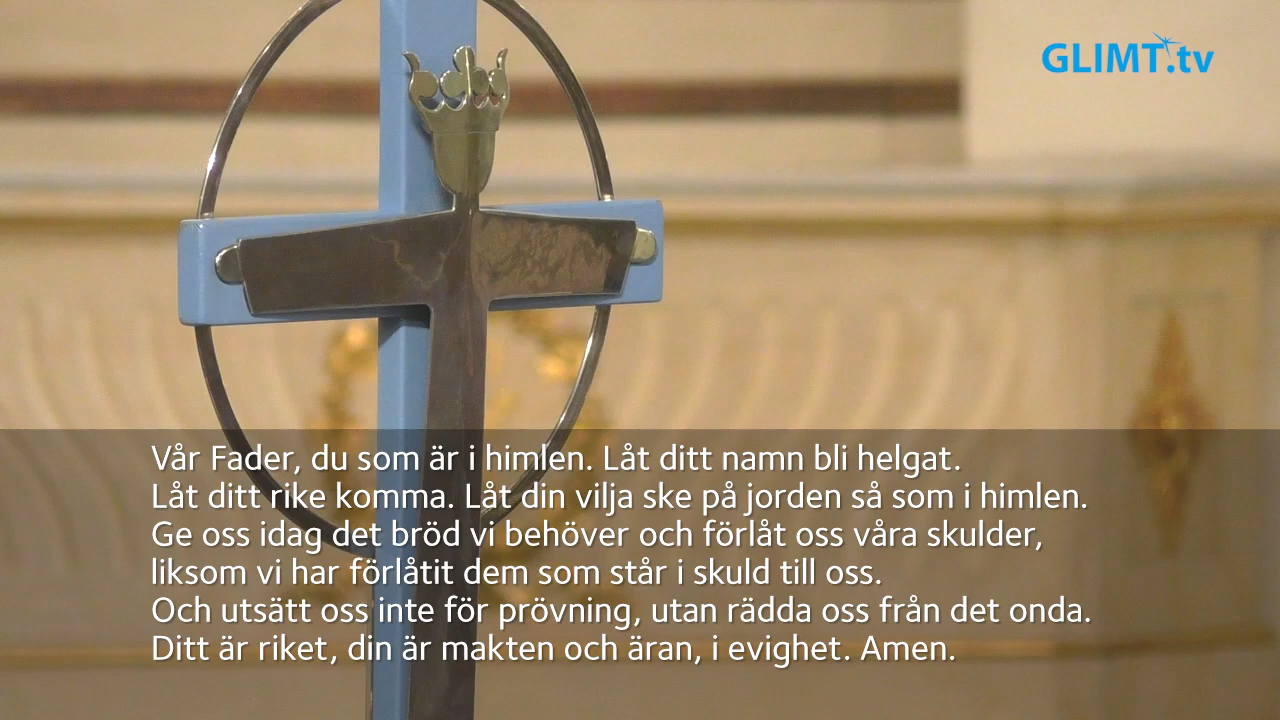 GLIMT.tv
Vår Fader, du som är i himlen. Låt ditt namn bli helgat.
Låt ditt rike komma. Låt din vilja ske på jorden så som i himlen.
Ge oss idag det bröd vi behöver och förlåt oss våra skulder,
liksom vi har förlåtit dem som står i skuld till oss.
Och utsätt oss inte för prövning, utan rädda oss från det onda.
Ditt är riket, din är makten och äran, i evighet. Amen.